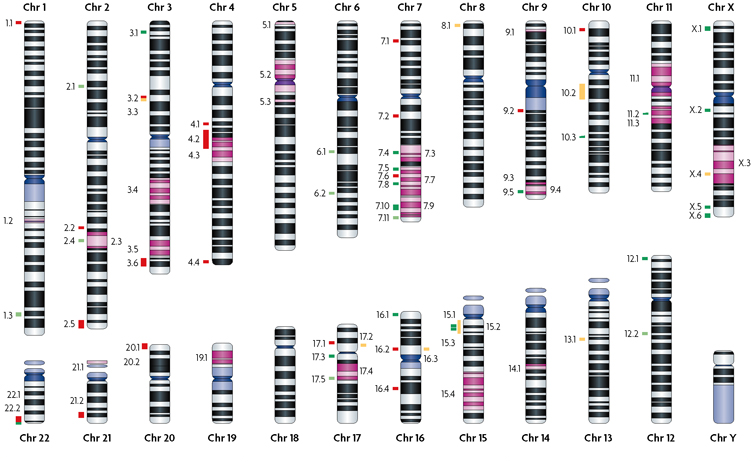 Chr 1 Chr 2 Chr 3 Chr 4 Chr 5 Chr 6 Chr 7 Chr 8 Chr 9 Chr 10 Chr 11 Chr X
1.1 3.1 5.1 8.1 9.1 10.1 X.1
7.1
5.2 11.1
2.1 10.2
3.2 5.3
3.3 9.2 X.2
4.1 7.2 11.2
11.3
4.2 10.3
4.3 6.1 7.4 7.3
X.3
7.5
7.6 7.7 9.3 X.4
3.4 7.8
6.2 9.5 9.4
1.2 7.10 7.9 X.5
7.11 X.6
2.2
2.4 2.3
3.5
3.6 4.4 12.1
1.3 16.1 15.1
2.5 15.2
12.2
17.1 17.2 15.3 13.1
20.1 16.2
19.1 17.3 16.3
20.2
21.1 17.4 14.1
17.5
22.1 16.4 15.4
21.2
22.2
Chr 22 Chr 21 Chr 20 Chr 19 Chr 18 Chr 17 Chr 16 Chr 15 Chr 14 Chr 13 Chr 12 Chr Y